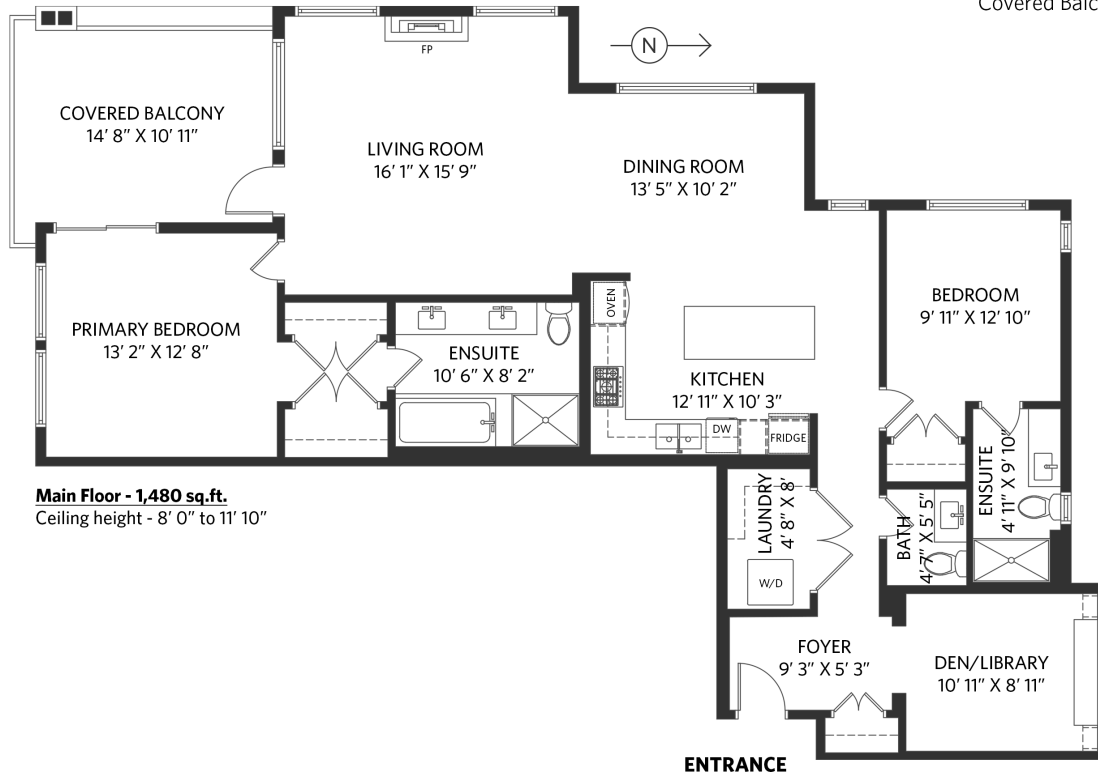 Covered Balc
FP
N
COVERED BALCONY
14' 8" X 10' 11"
LIVING ROOM
16' 1" X 15' 9"
DINING ROOM
13' 5" X 10' 2"
PRIMARY BEDROOM
13' 2" X 12' 8"
ENSUITE
10' 6" X 8' 2"
OVEN
KITCHEN
12' 11" X 10' 3"
DW
FRIDGE
BEDROOM
9' 11" X 12' 10"
ENSUITE
4' 11" X 9' 10"
BATH
4' 7" X 5' 5"
LAUNDRY
4' 8" X 8'
W/D
Main Floor - 1,480 sq.ft.
Ceiling height - 8' 0" to 11' 10"
FOYER
9' 3" X 5' 3"
DEN/LIBRARY
10' 11" X 8' 11"
ENTRANCE